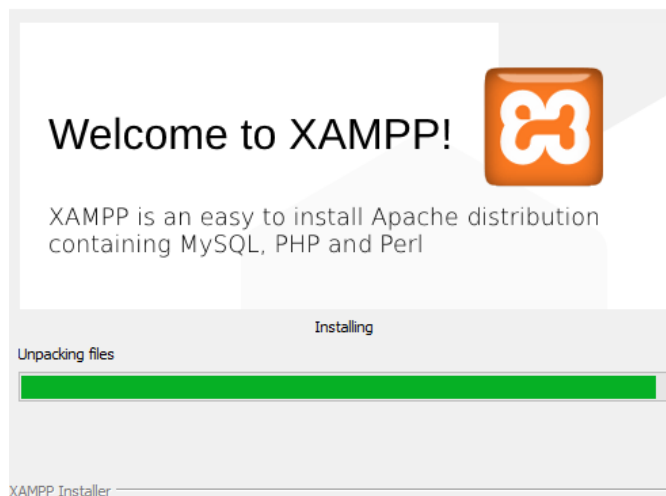 Welcome to XAMPP!
XAMPP is an easy to install Apache distribution
containing MySQL, PHP and Perl
Installing
Unpacking files
XAMPP Installer